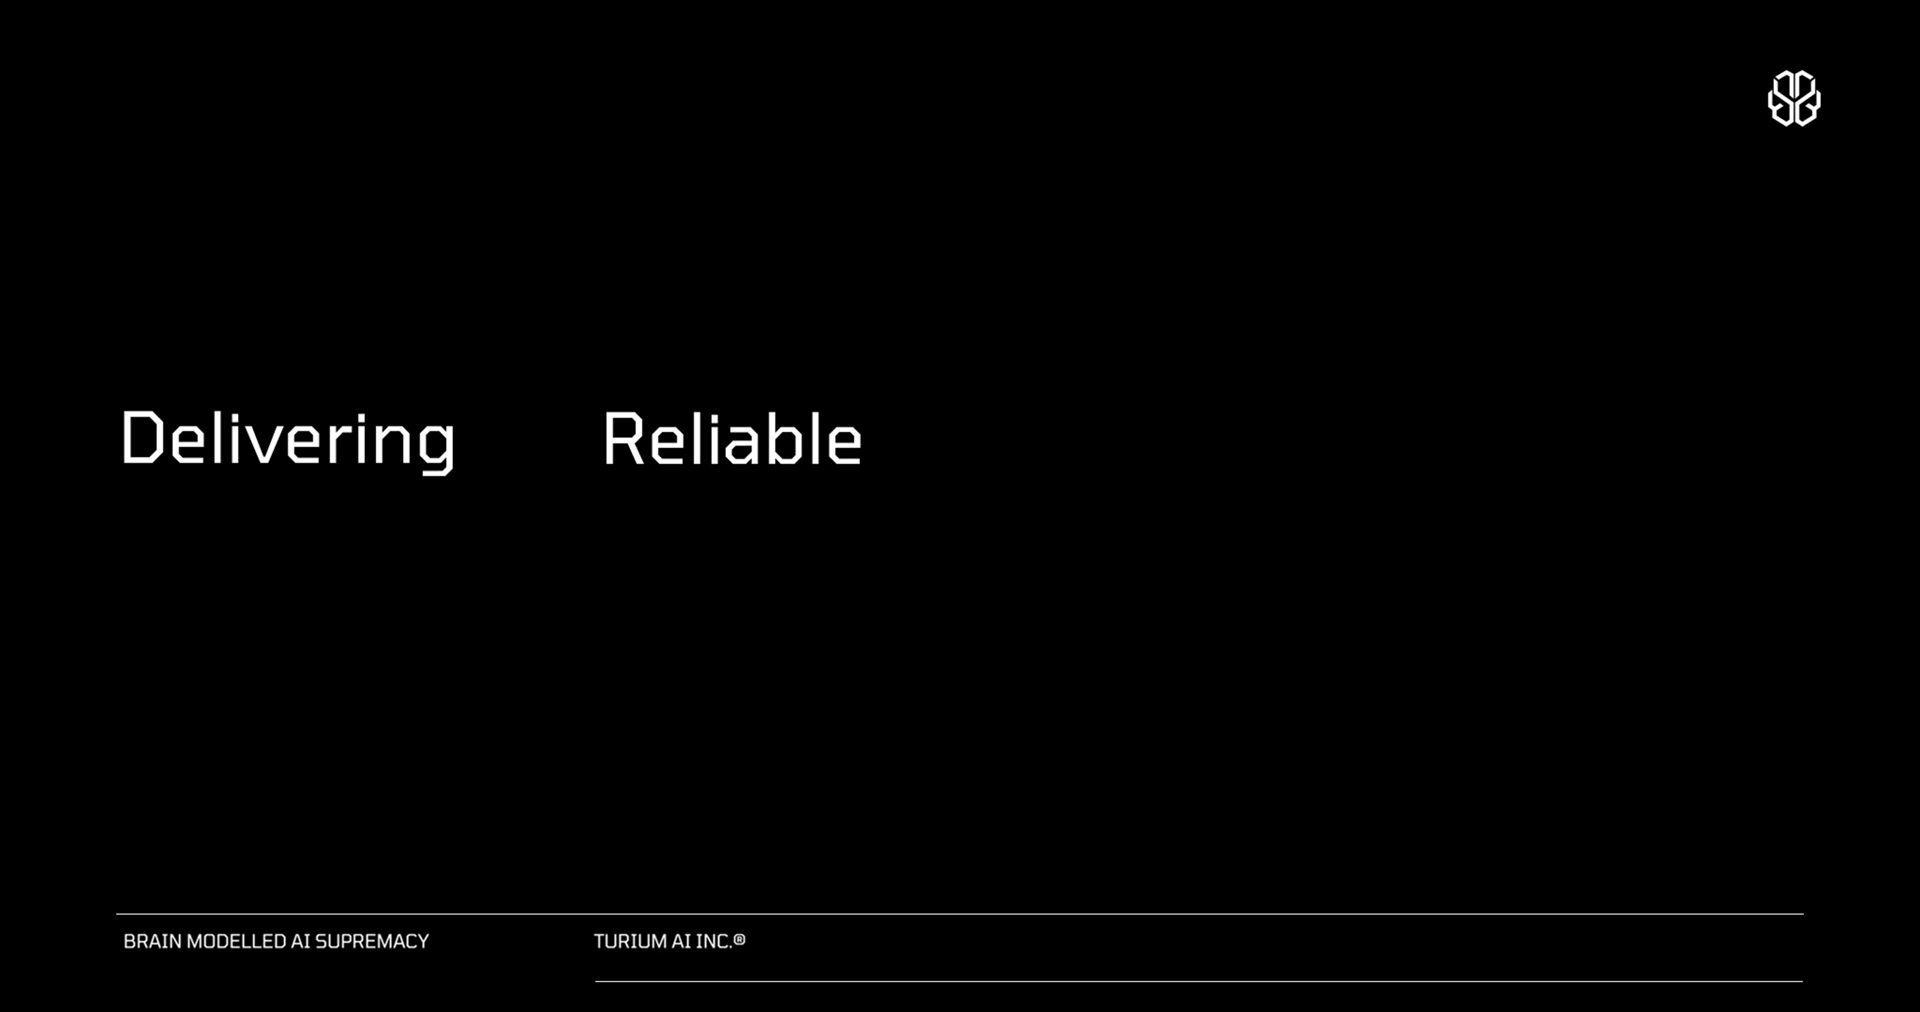 Delivering Reliable
BRAIN MODELLED AI SUPREMACY
TURIUM AI INC.®